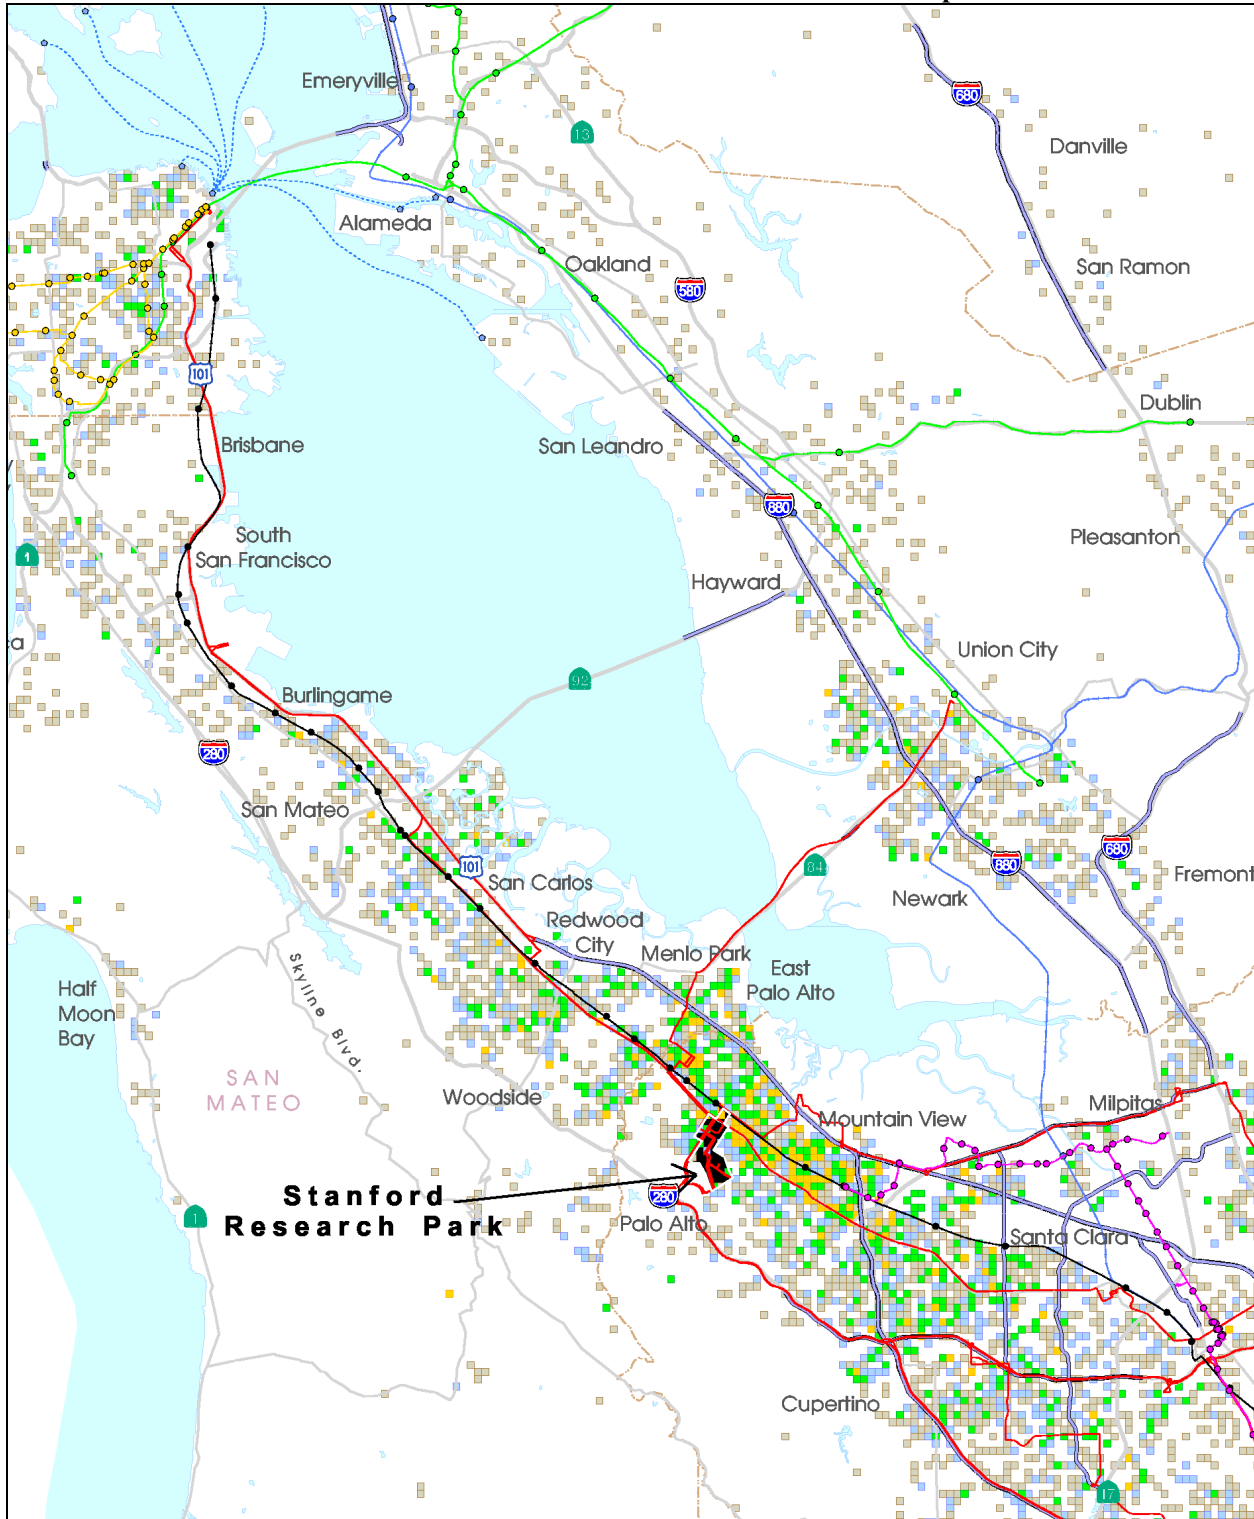 Emeryville
13
680
Danville
Alameda
Oakland
San Ramon
580
101
Dublin
Brisbane
San Leandro
880
South
San Francisco
1
Pleasanton
Hayward
ca
Union City
92
Burlingame
280
San Mateo
680
101
880
84
San Carlos
Fremont
Newark
Redwood
City
Menlo Park
East
Palo Alto
Half
Moon
Bay
Skyline Blvd.
SAN
MATEO
Woodside
Milpitas
Mountain View
Stanford
Research Park
280
1
Palo Alto
Santa Clara
Cupertino
17